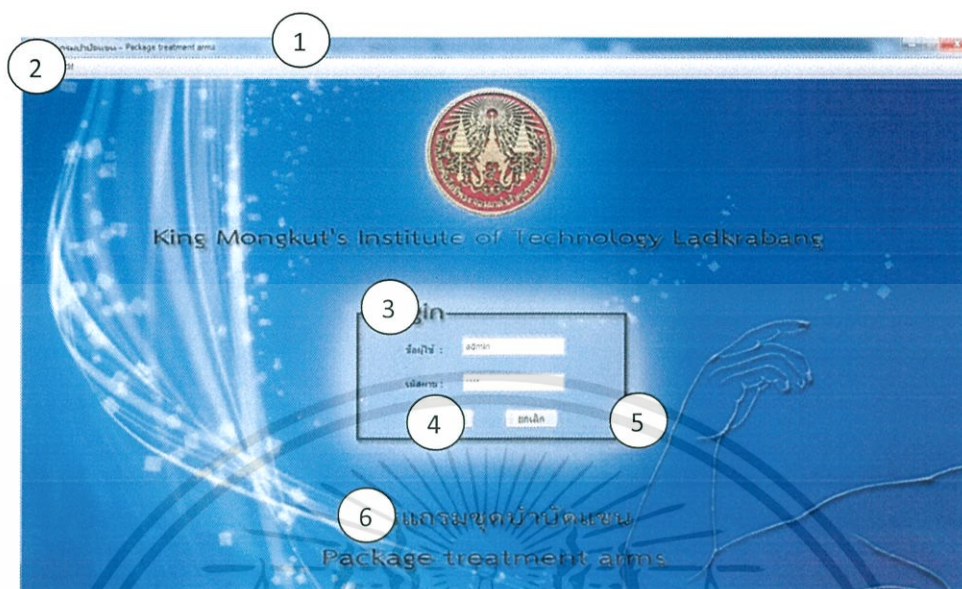 1
Package treatment arms
2
King Mongkut's Institute of Technology Ladkrabang
3
ชื่อผู้ใช้ :
admin
รหัสผ่าน :
****
4
ยกเลิก
5
6
แกรมชุดบำบัดแขน
Package treatment arms